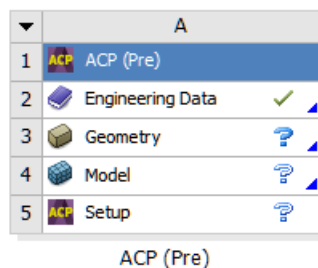 A
1 ACP ACP (Pre)
2 Engineering Data ✓
3 Geometry ?
4 Model ?
5 ACP Setup ?
ACP (Pre)